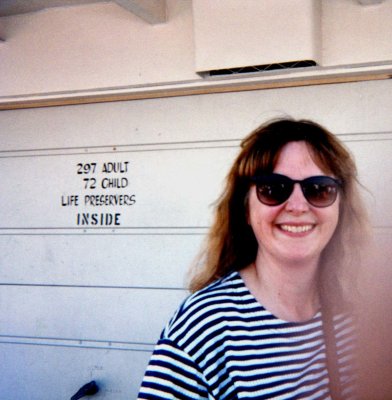 297 ADULT
72 CHILD
LIFE PRESERVERS
INSIDE